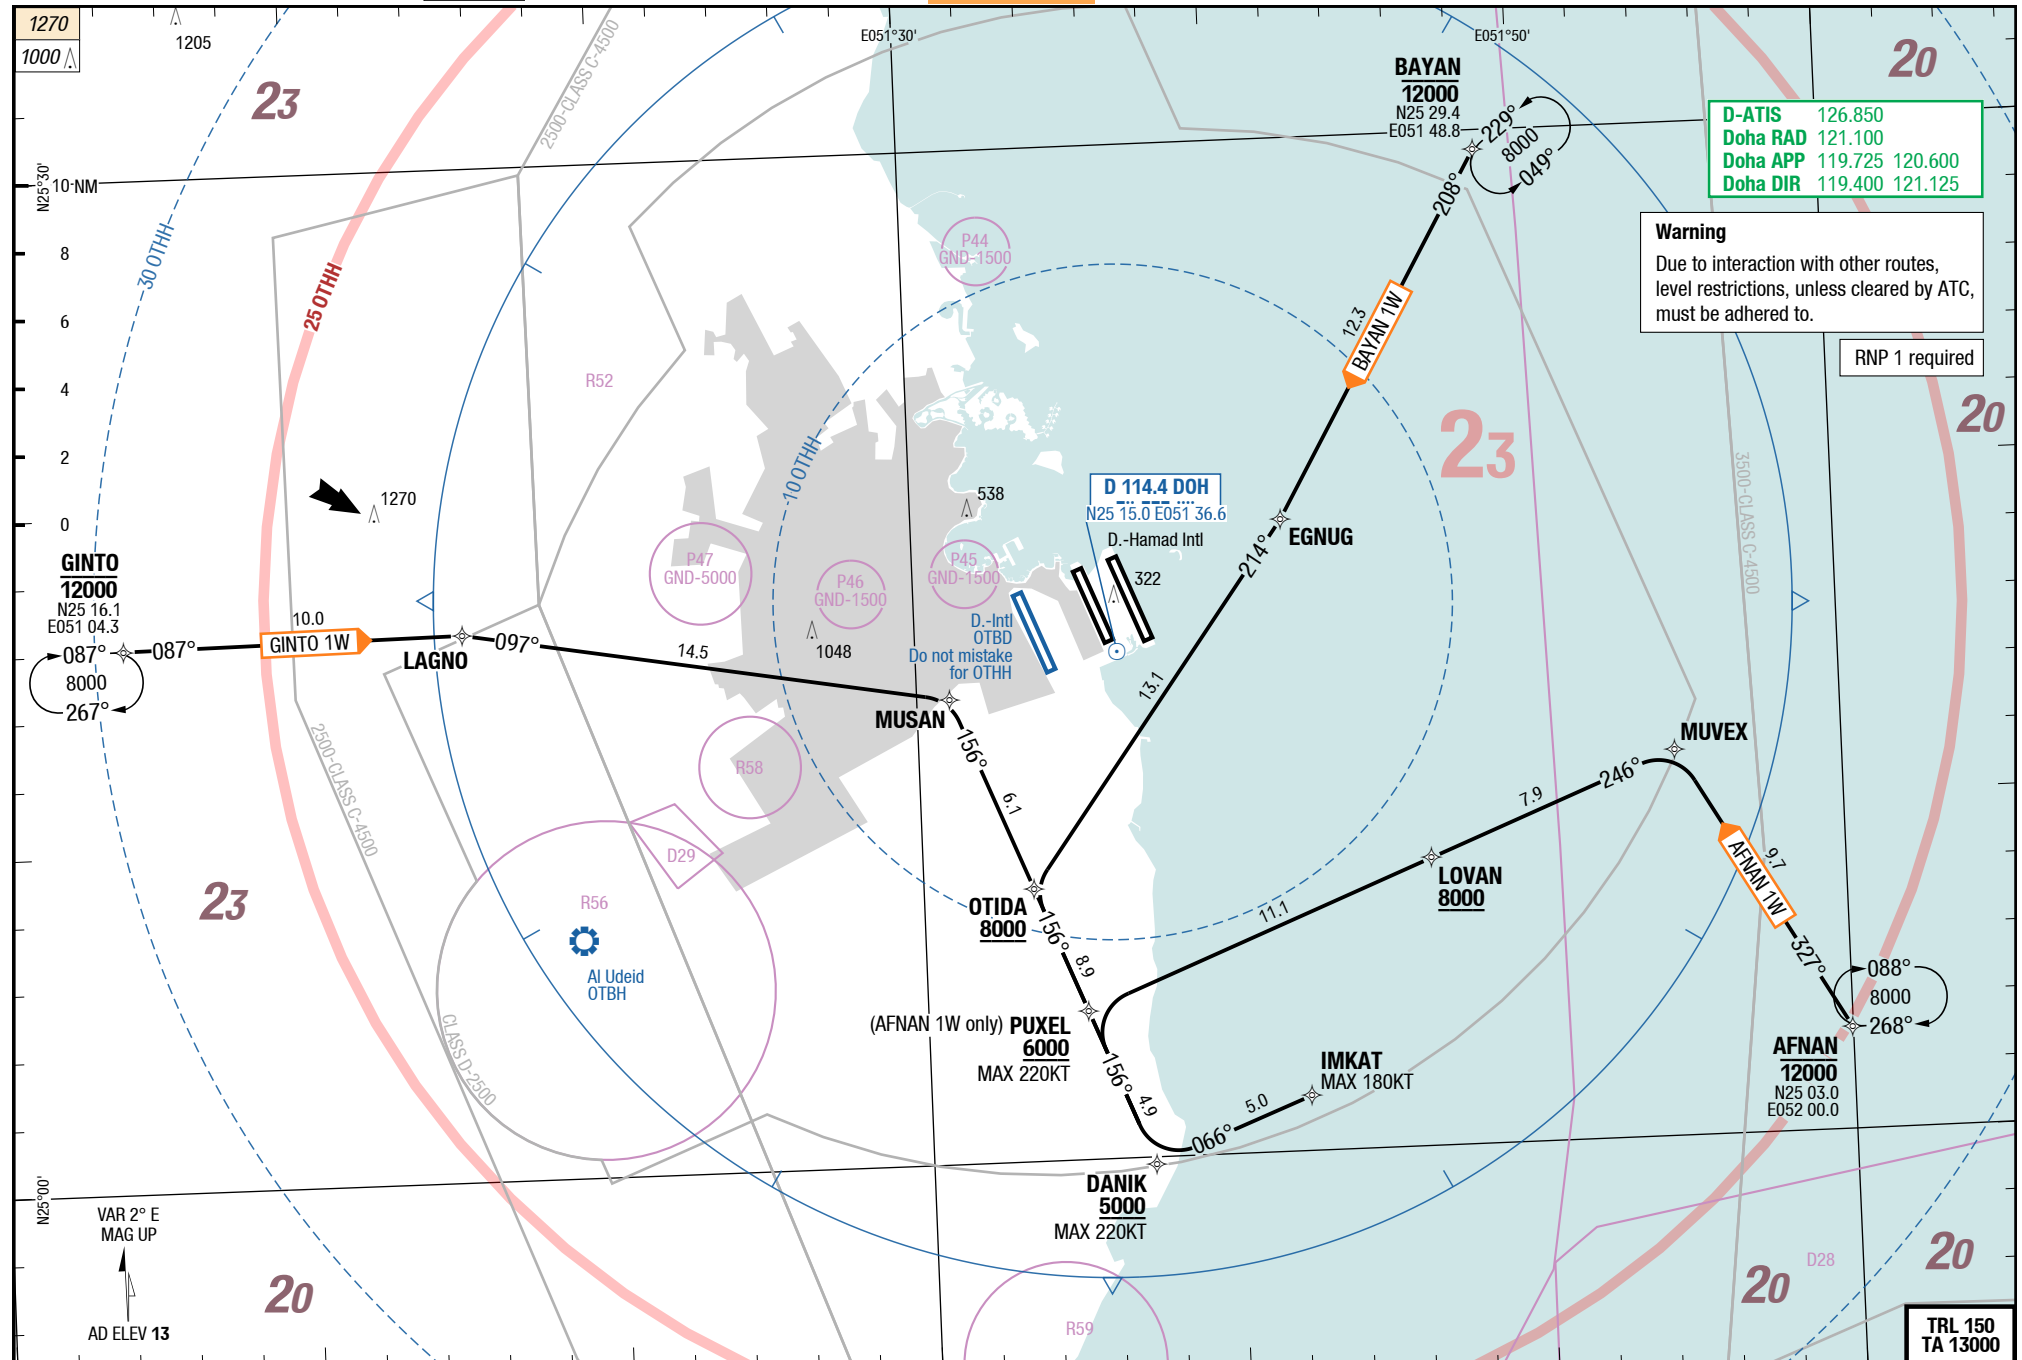 1270
1000
1205
23
2500-CLASS C-4500
E051°30'
E051°50'
20
BAYAN
12000
N25 29.4
E051 48.8
229°
8000
049°
208°
D-ATIS 126.850
Doha RAD 121.100
Doha APP 119.725 120.600
Doha DIR 119.400 121.125
Warning
Due to interaction with other routes,
level restrictions, unless cleared by ATC,
must be adhered to.
RNP 1 required
N25°30'
10 NM
8
6
4
2
0
30 OTHH
25 OTHH
10 OTHH
P44
GND-1500
R52
12.3
BAYAN 1W
23
20
3500-CLASS C-4500
1270
538
D 114.4 DOH
N25 15.0 E051 36.6
D.-Hamad Intl
322
EGNUG
214°
13.1
P47
GND-5000
P46
GND-1500
P45
GND-1500
D.-Intl
OTBD
Do not mistake
for OTHH
1048
GINTO
12000
N25 16.1
E051 04.3
087°
8000
267°
087°
10.0
GINTO 1W
LAGNO
097°
14.5
MUSAN
156°
6.1
R58
2500-CLASS C-4500
D29
R56
Al Udeid
OTBH
CLASS D-2500
23
OTIDA
8000
156°
8.9
(AFNAN 1W only) PUXEL
6000
MAX 220KT
156°
4.9
11.1
LOVAN
8000
7.9
246°
MUVEX
9.7
AFNAN 1W
327°
088°
8000
268°
AFNAN
12000
N25 03.0
E052 00.0
IMKAT
MAX 180KT
5.0
066°
DANIK
5000
MAX 220KT
N25°00'
VAR 2° E
MAG UP
AD ELEV 13
20
R59
20
D28
20
TRL 150
TA 13000